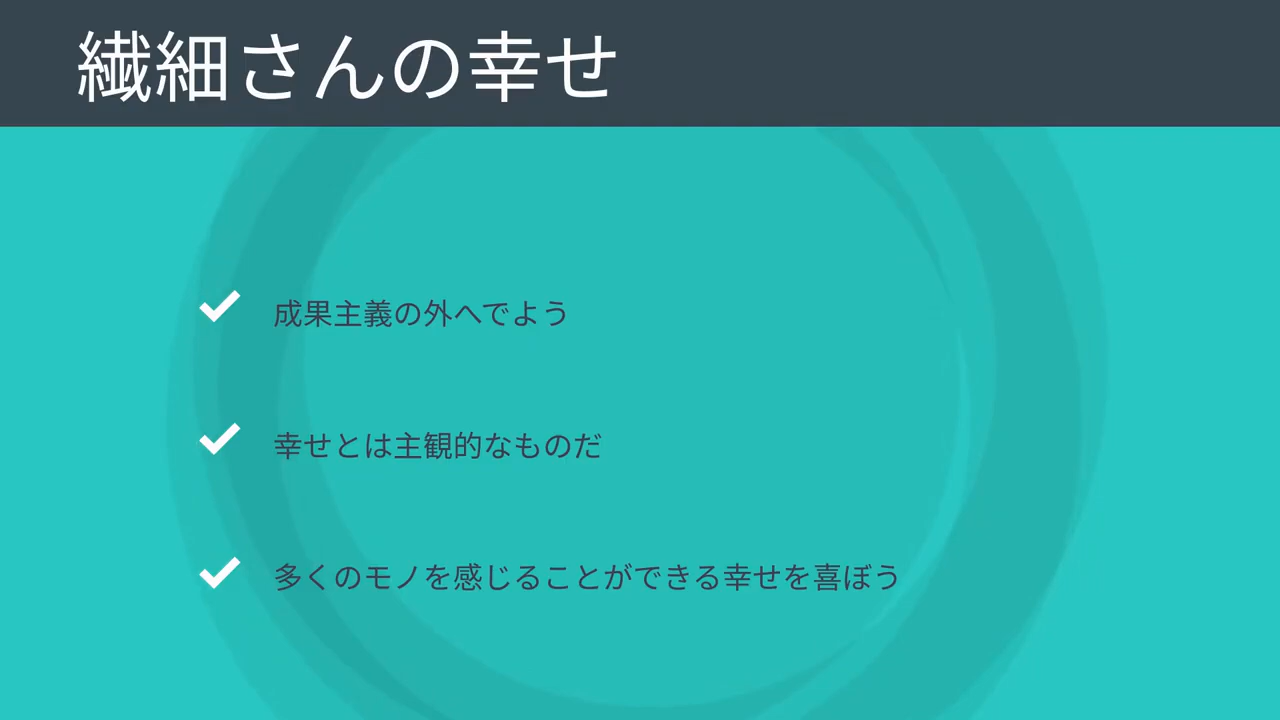 繊細さんの幸せ
成果主義の外へでよう
幸せとは主観的なものだ
多くのモノを感じることができる幸せを喜ぼう